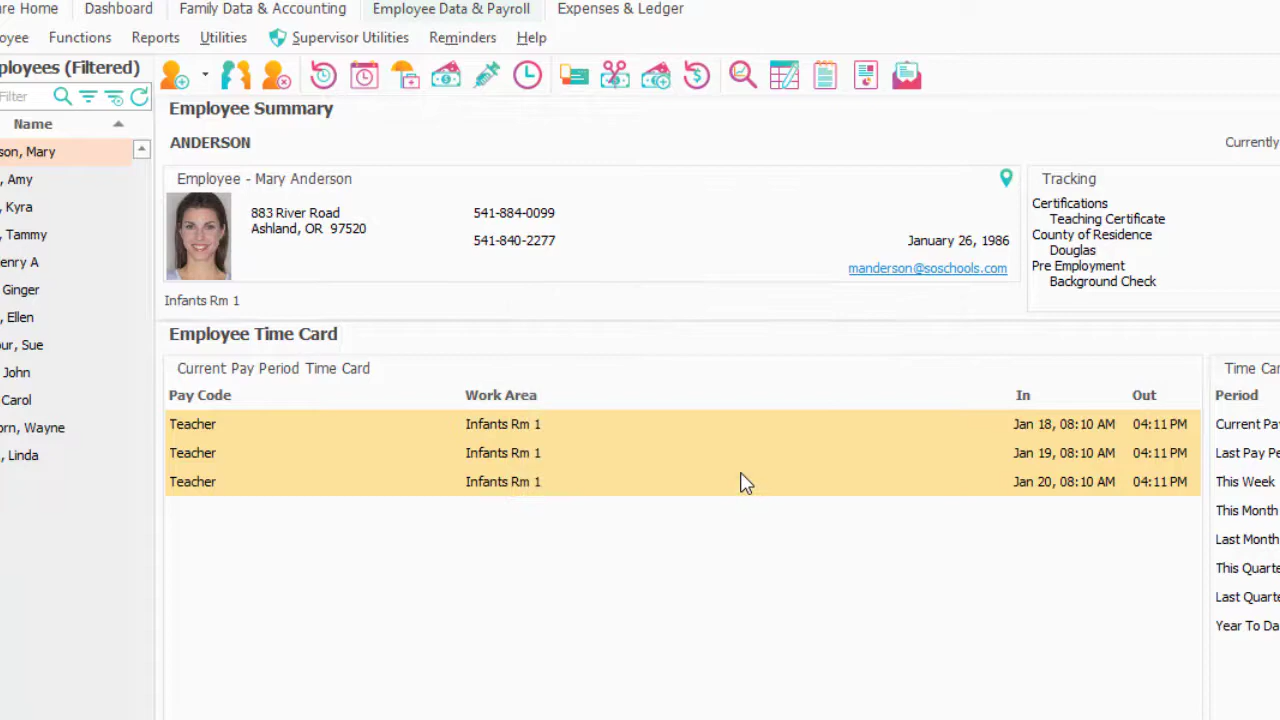 re Home Dashboard Family Data & Accounting Employee Data & Payroll Expenses & Ledger
oyee Functions Reports Utilities Supervisor Utilities Reminders Help
ployees (Filtered)
Filter
Name
son, Mary
, Amy
, Kyra
, Tammy
enry A
Ginger
, Ellen
our, Sue
John
Carol
orn, Wayne
, Linda
Employee Summary
ANDERSON
Currently
Employee - Mary Anderson
883 River Road
Ashland, OR 97520
541-884-0099
541-840-2277
January 26, 1986
manderson@soschools.com
Infants Rm 1
Tracking
Certifications
Teaching Certificate
County of Residence
Douglas
Pre Employment
Background Check
Employee Time Card
Current Pay Period Time Card
Pay Code Work Area In Out
Teacher Infants Rm 1 Jan 18, 08:10 AM 04:11 PM
Teacher Infants Rm 1 Jan 19, 08:10 AM 04:11 PM
Teacher Infants Rm 1 Jan 20, 08:10 AM 04:11 PM
Time Car
Period
Current Pay
Last Pay Pe
This Week
This Month
Last Month
This Quarte
Last Quarte
Year To Da